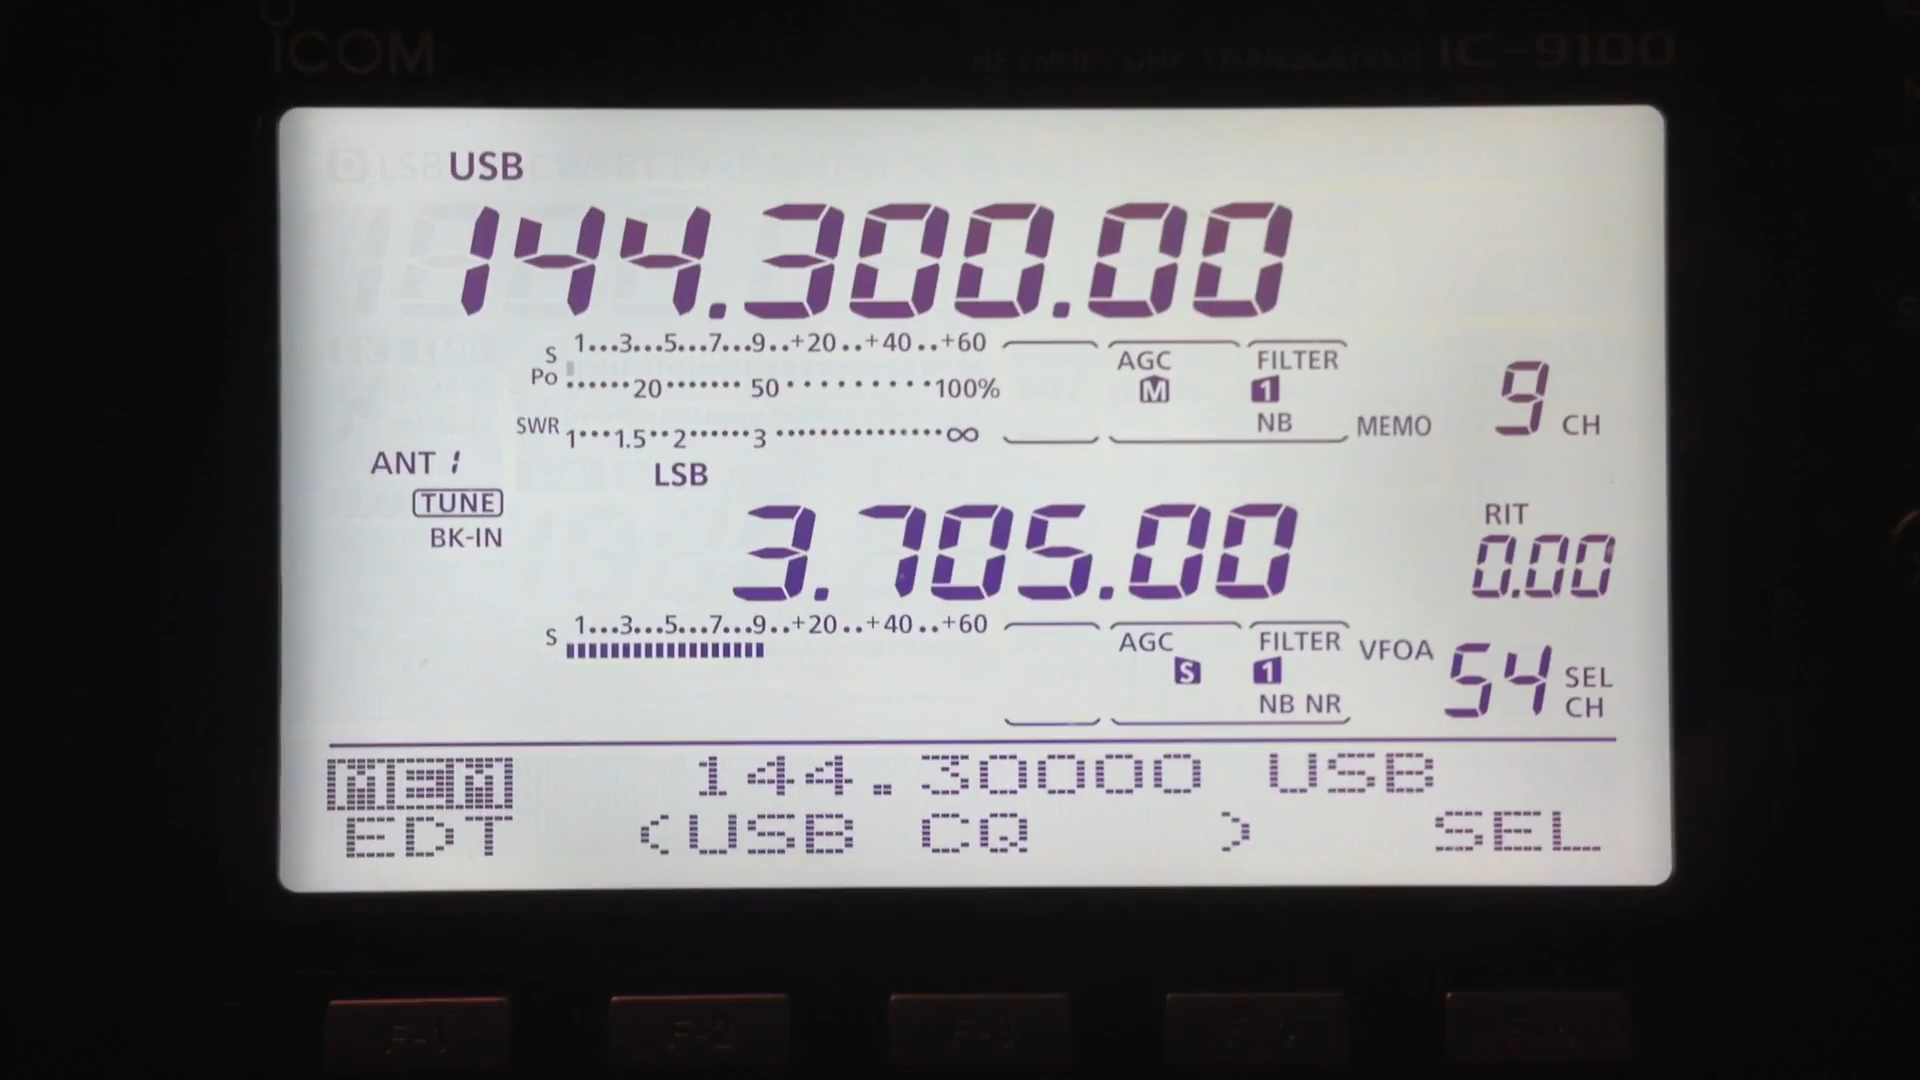 ICOM
HF/VHF/UHF TRANSCEIVER IC-9100
USB
144.300.00
S 1...3...5...7...9..+20..+40..+60
Po ......20.......50.........100%
SWR 1...1.5..2......3...............∞
AGC M
FILTER 1
NB
MEMO
9 CH
ANT 1
TUNE
BK-IN
LSB
3.705.00
RIT
0.00
S 1...3...5...7...9..+20..+40..+60
AGC S
FILTER 1
NB NR
VFOA
54 SEL CH
MEM 144.30000 USB
EDT <USB CQ > SEL
F-1 F-2